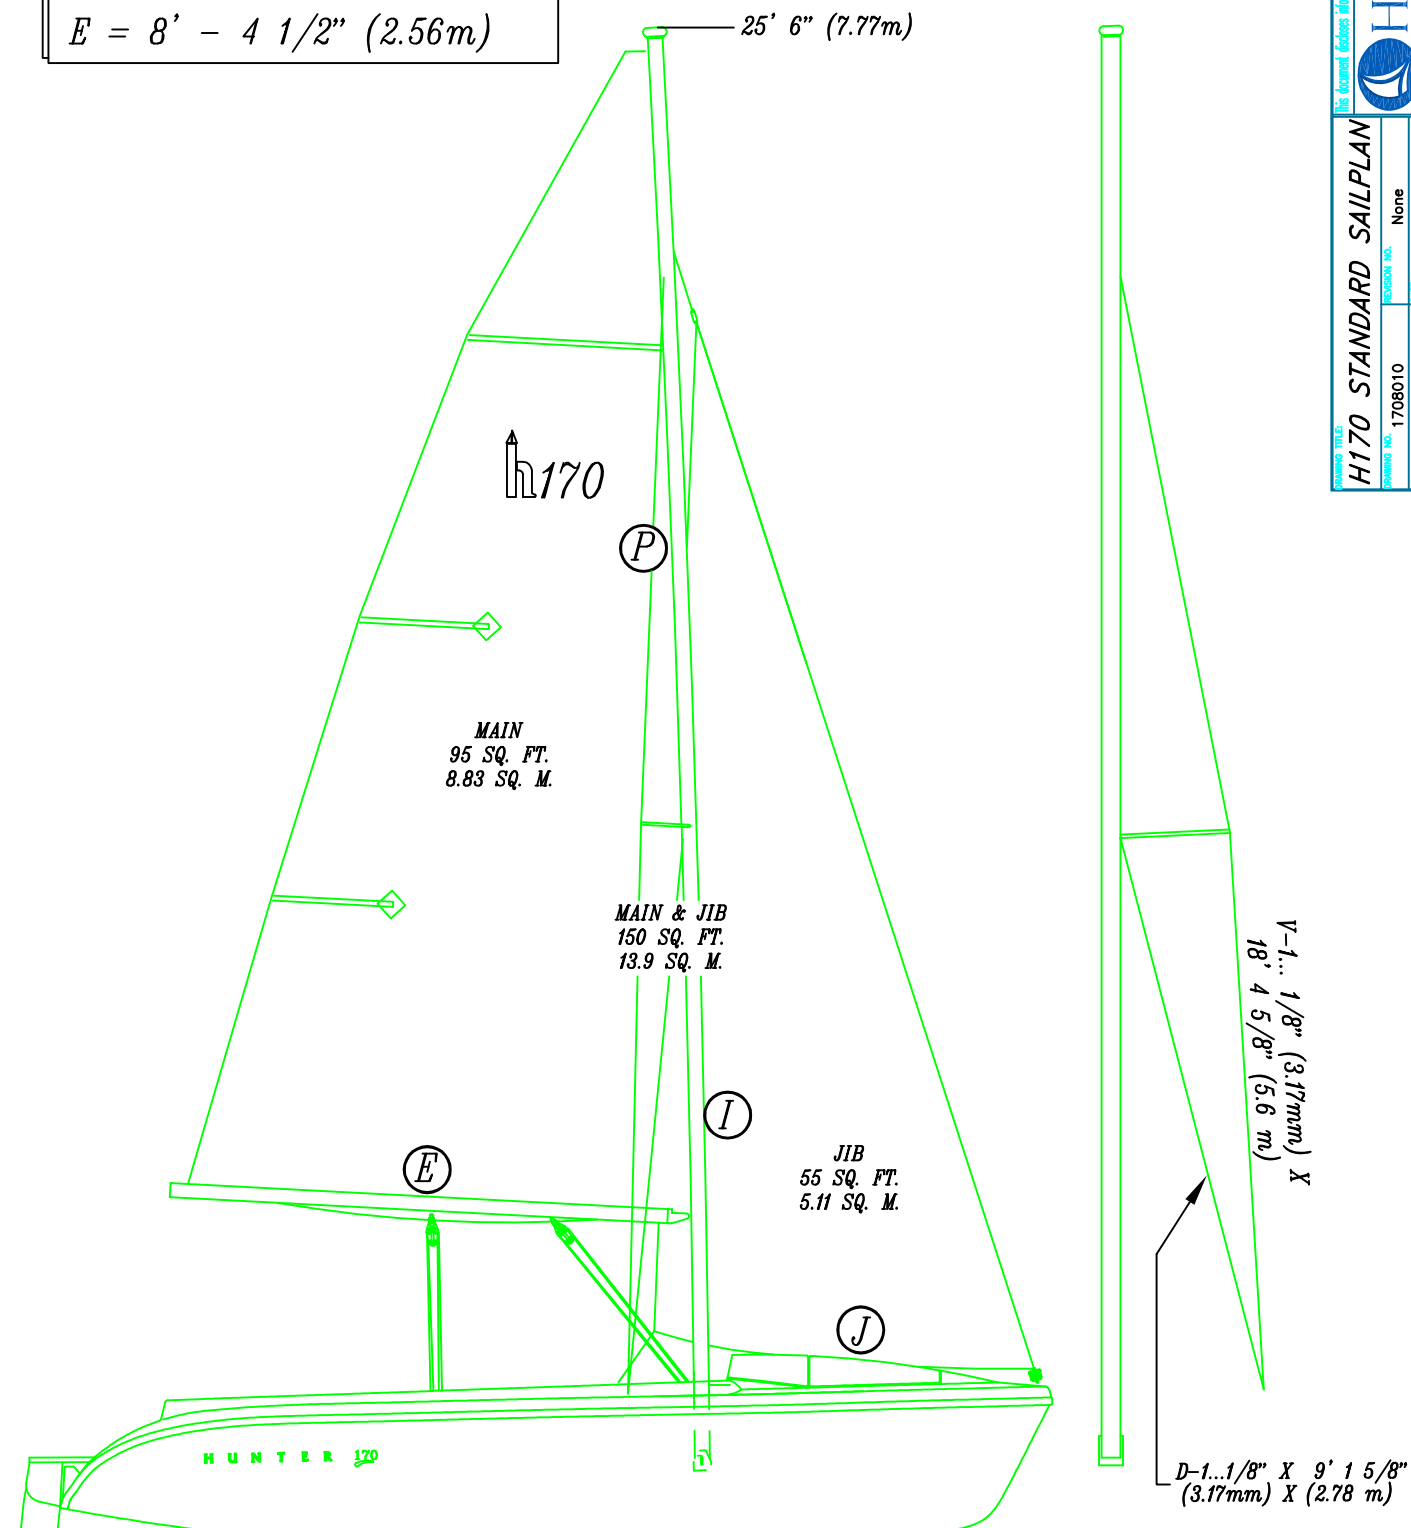 E = 8' - 4 1/2" (2.56m)
25' 6" (7.77m)
h170
P
MAIN
95 SQ. FT.
8.83 SQ. M.
MAIN & JIB
150 SQ. FT.
13.9 SQ. M.
I
E
JIB
55 SQ. FT.
5.11 SQ. M.
J
HUNTER 170
V-1... 1/8" (3.17mm) X
18' 4 5/8" (5.6 m)
D-1...1/8" X 9' 1 5/8"
(3.17mm) X (2.78 m)
This document discloses
H
DRAWING TITLE:
H170 STANDARD SAILPLAN
DRAWING NO.
1708010
REVISION NO.
None